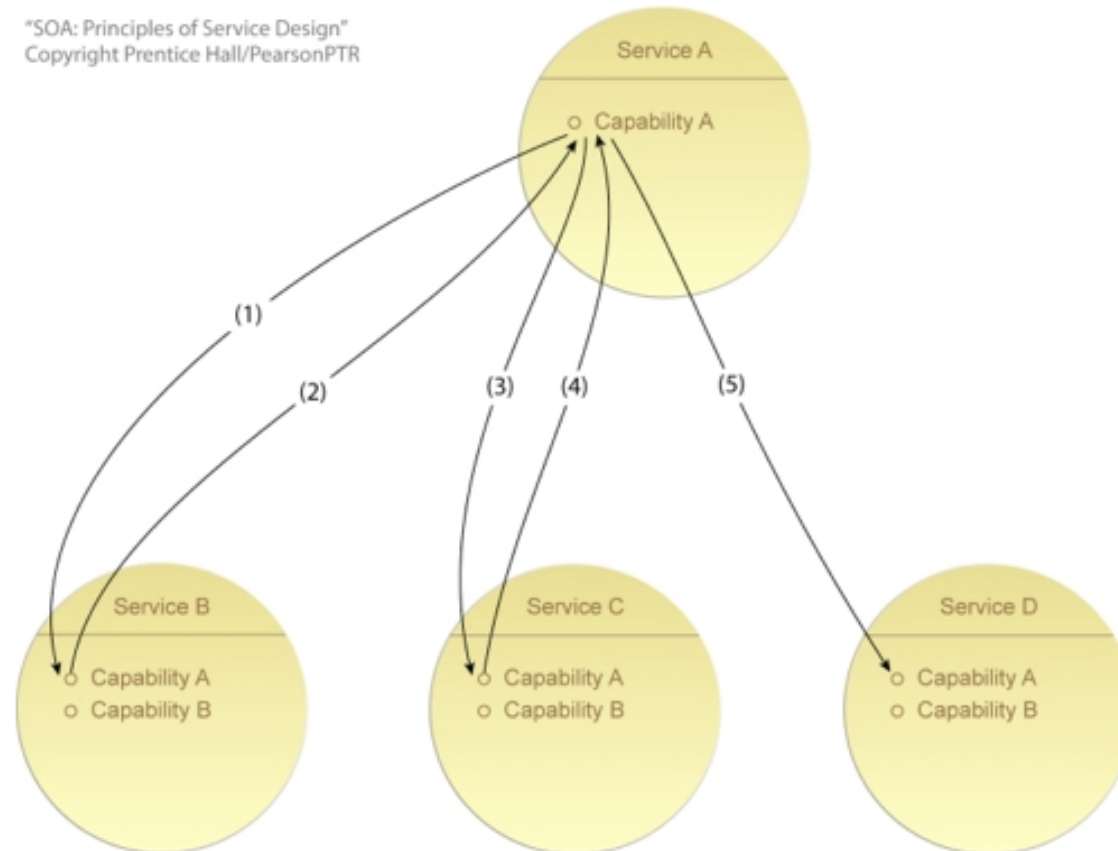 "SOA: Principles of Service Design"
Copyright Prentice Hall/PearsonPTR
Service A
Capability A
(1)
(2)
(3)
(4)
(5)
Service B
Capability A
Capability B
Service C
Capability A
Capability B
Service D
Capability A
Capability B